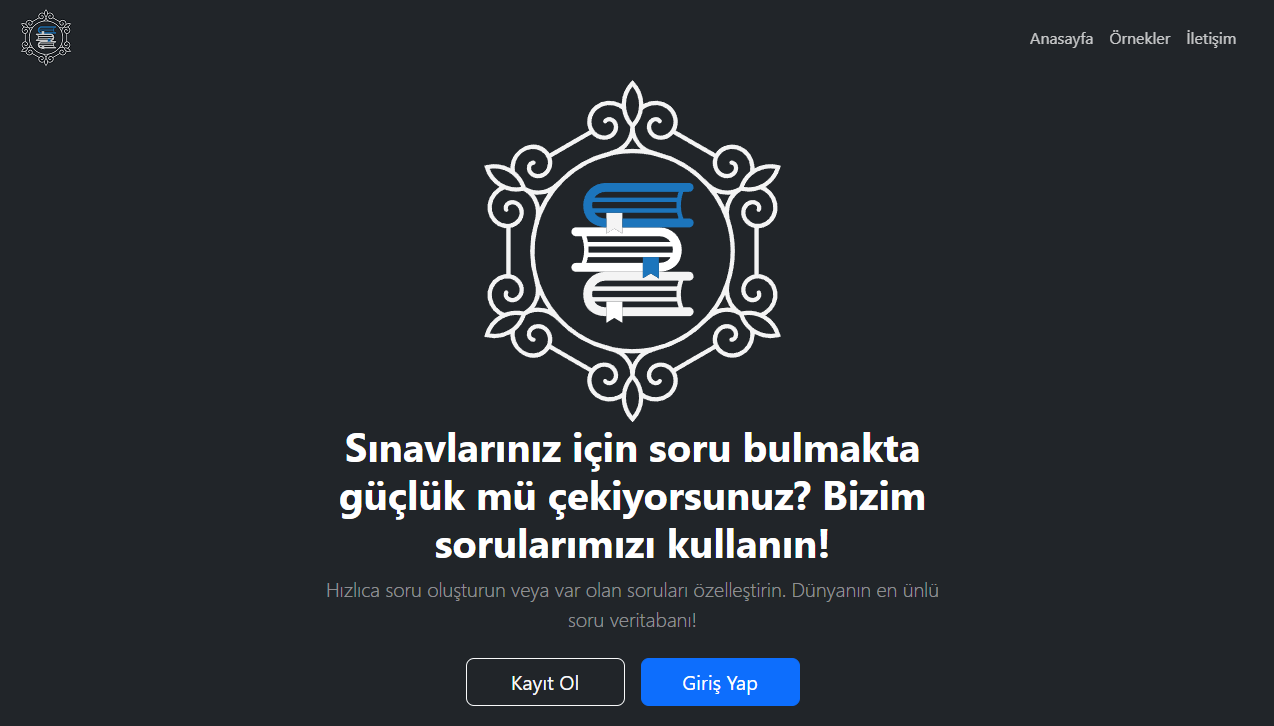 Anasayfa Örnekler İletişim
Sınavlarınız için soru bulmakta
güçlük mü çekiyorsunuz? Bizim
sorularımızı kullanın!
Hızlıca soru oluşturun veya var olan soruları özelleştirin. Dünyanın en ünlü
soru veritabanı!
Kayıt Ol Giriş Yap